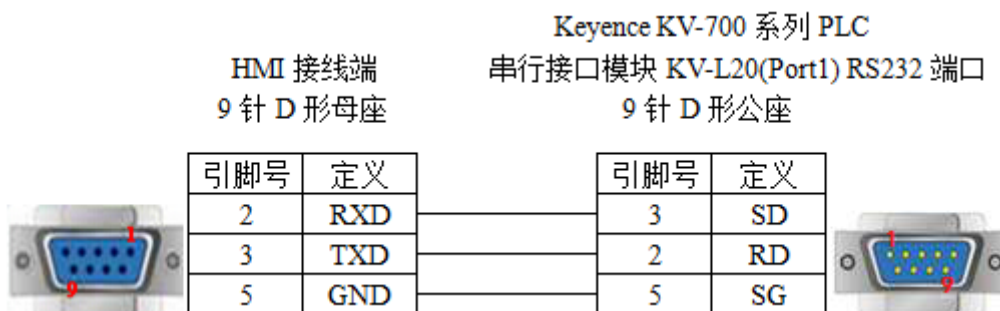 Keyence KV-700 系列 PLC
HMI 接线端
串行接口模块 KV-L20(Port1) RS232 端口
9 针 D 形母座
9 针 D 形公座
引脚号 定义 引脚号 定义
1 2 RXD 3 SD 1
3 TXD 2 RD
9 5 GND 5 SG 9